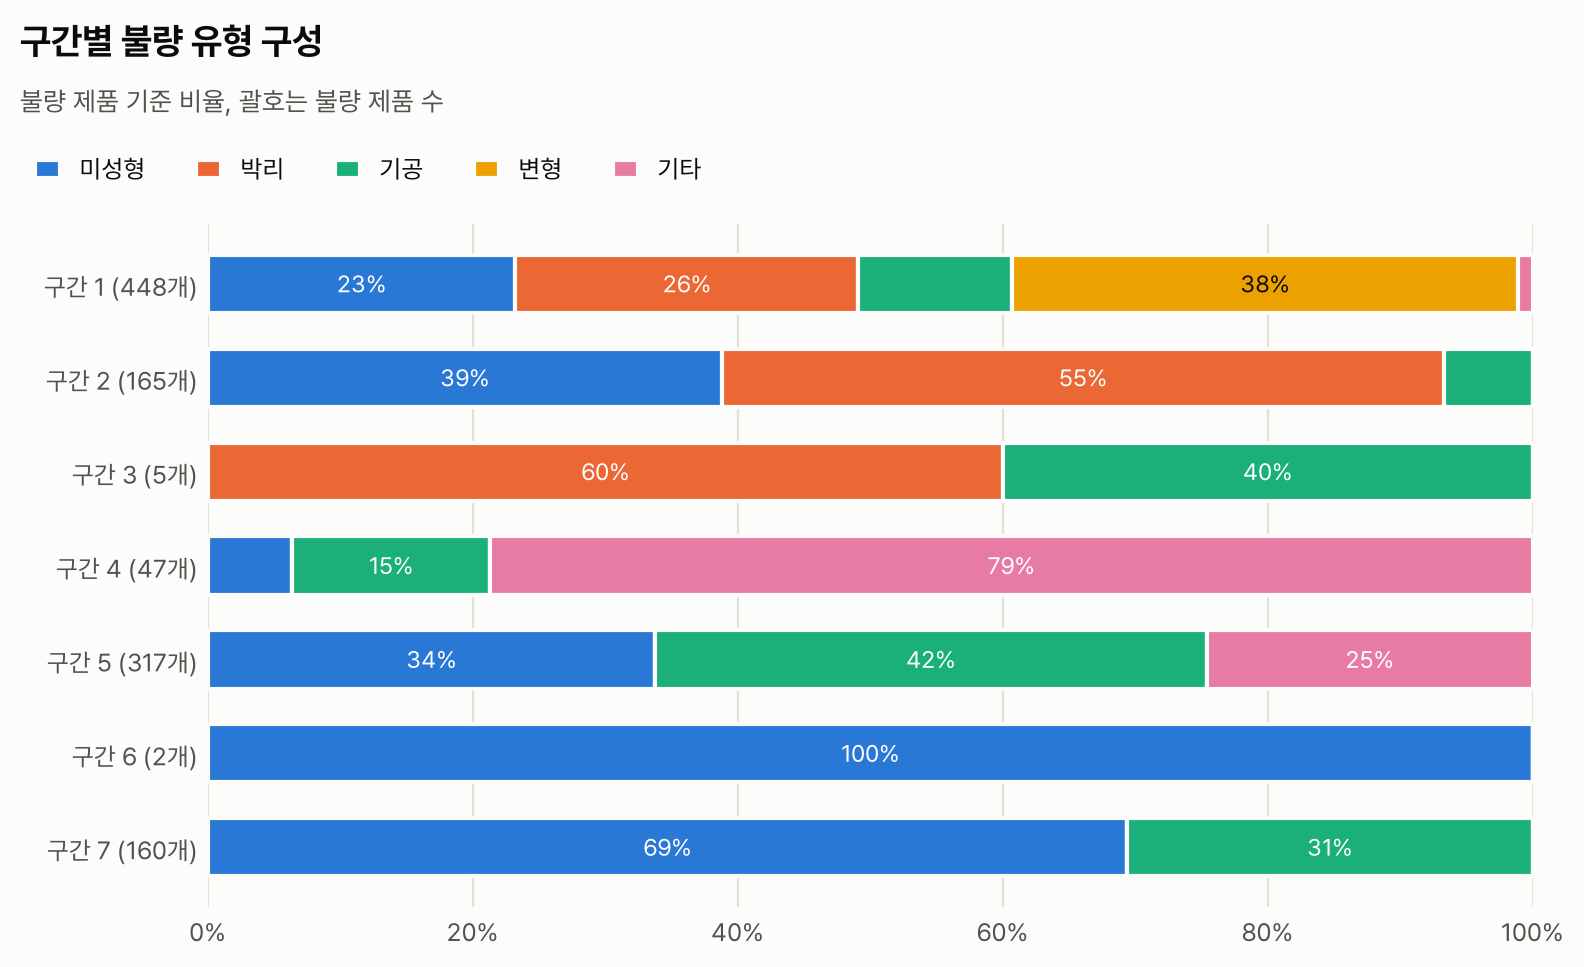 구간별 불량 유형 구성
불량 제품 기준 비율, 괄호는 불량 제품 수
미성형 박리 기공 변형 기타
구간 1 (448개) 23% 26% 38%
구간 2 (165개) 39% 55%
구간 3 (5개) 60% 40%
구간 4 (47개) 15% 79%
구간 5 (317개) 34% 42% 25%
구간 6 (2개) 100%
구간 7 (160개) 69% 31%
0% 20% 40% 60% 80% 100%